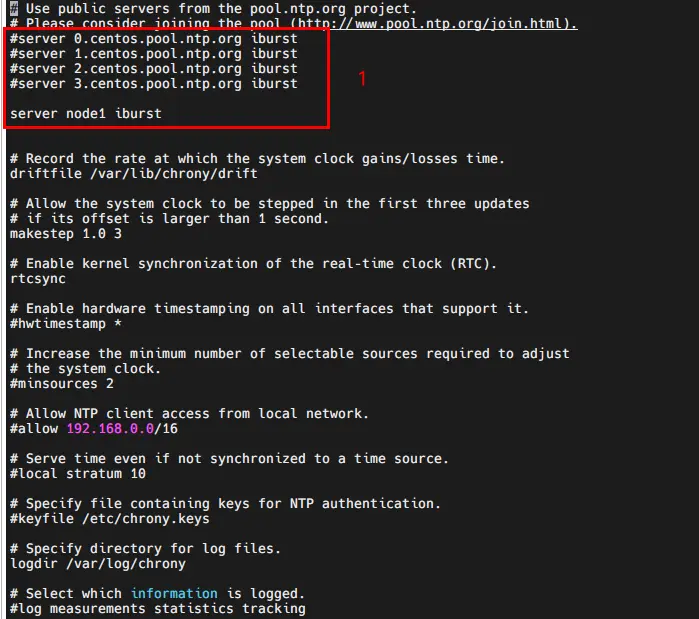 # Use public servers from the pool.ntp.org project.
# Please consider joining the pool (http://www.pool.ntp.org/join.html).
#server 0.centos.pool.ntp.org iburst
#server 1.centos.pool.ntp.org iburst
#server 2.centos.pool.ntp.org iburst
#server 3.centos.pool.ntp.org iburst
1
server node1 iburst
# Record the rate at which the system clock gains/losses time.
driftfile /var/lib/chrony/drift
# Allow the system clock to be stepped in the first three updates
# if its offset is larger than 1 second.
makestep 1.0 3
# Enable kernel synchronization of the real-time clock (RTC).
rtcsync
# Enable hardware timestamping on all interfaces that support it.
#hwtimestamp *
# Increase the minimum number of selectable sources required to adjust
# the system clock.
#minsources 2
# Allow NTP client access from local network.
#allow 192.168.0.0/16
# Serve time even if not synchronized to a time source.
#local stratum 10
# Specify file containing keys for NTP authentication.
#keyfile /etc/chrony.keys
# Specify directory for log files.
logdir /var/log/chrony
# Select which information is logged.
#log measurements statistics tracking